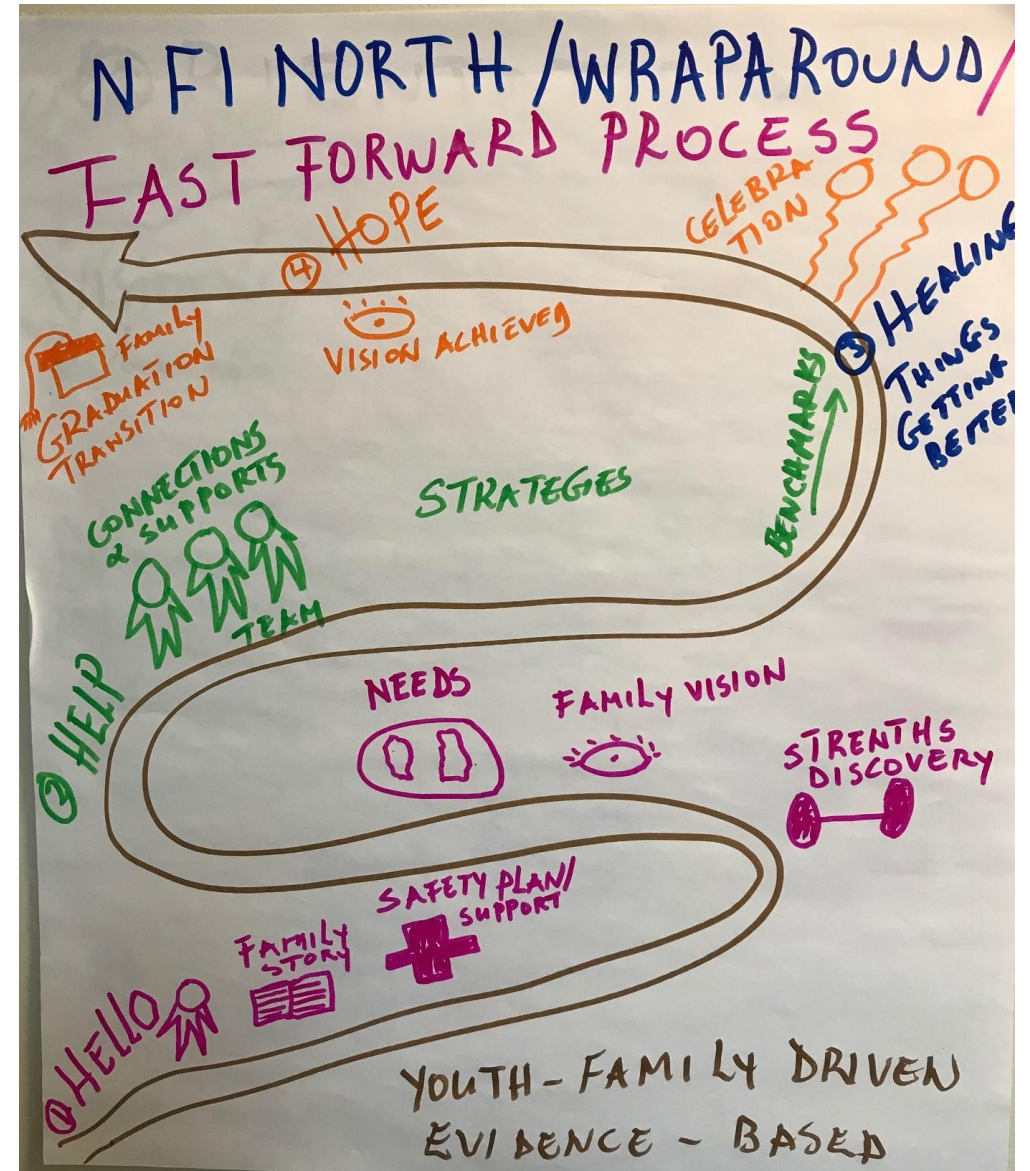 NFI NORTH /WRAPAROUND/
FAST FORWARD PROCESS
CELEBRA
TION
④ HOPE
③ HEALING
THINGS
GETTING
BETTER
VISION ACHIEVED
FAMILY
GRADUATION
TRANSITION
BENCHMARKS
CONNECTIONS
& SUPPORTS
STRATEGIES
TEAM
② HELP
NEEDS
FAMILY VISION
STRENTHS
DISCOVERY
SAFETY PLAN/
SUPPORT
FAMILY
STORY
① HELLO
YOUTH-FAMILY DRIVEN
EVIDENCE - BASED